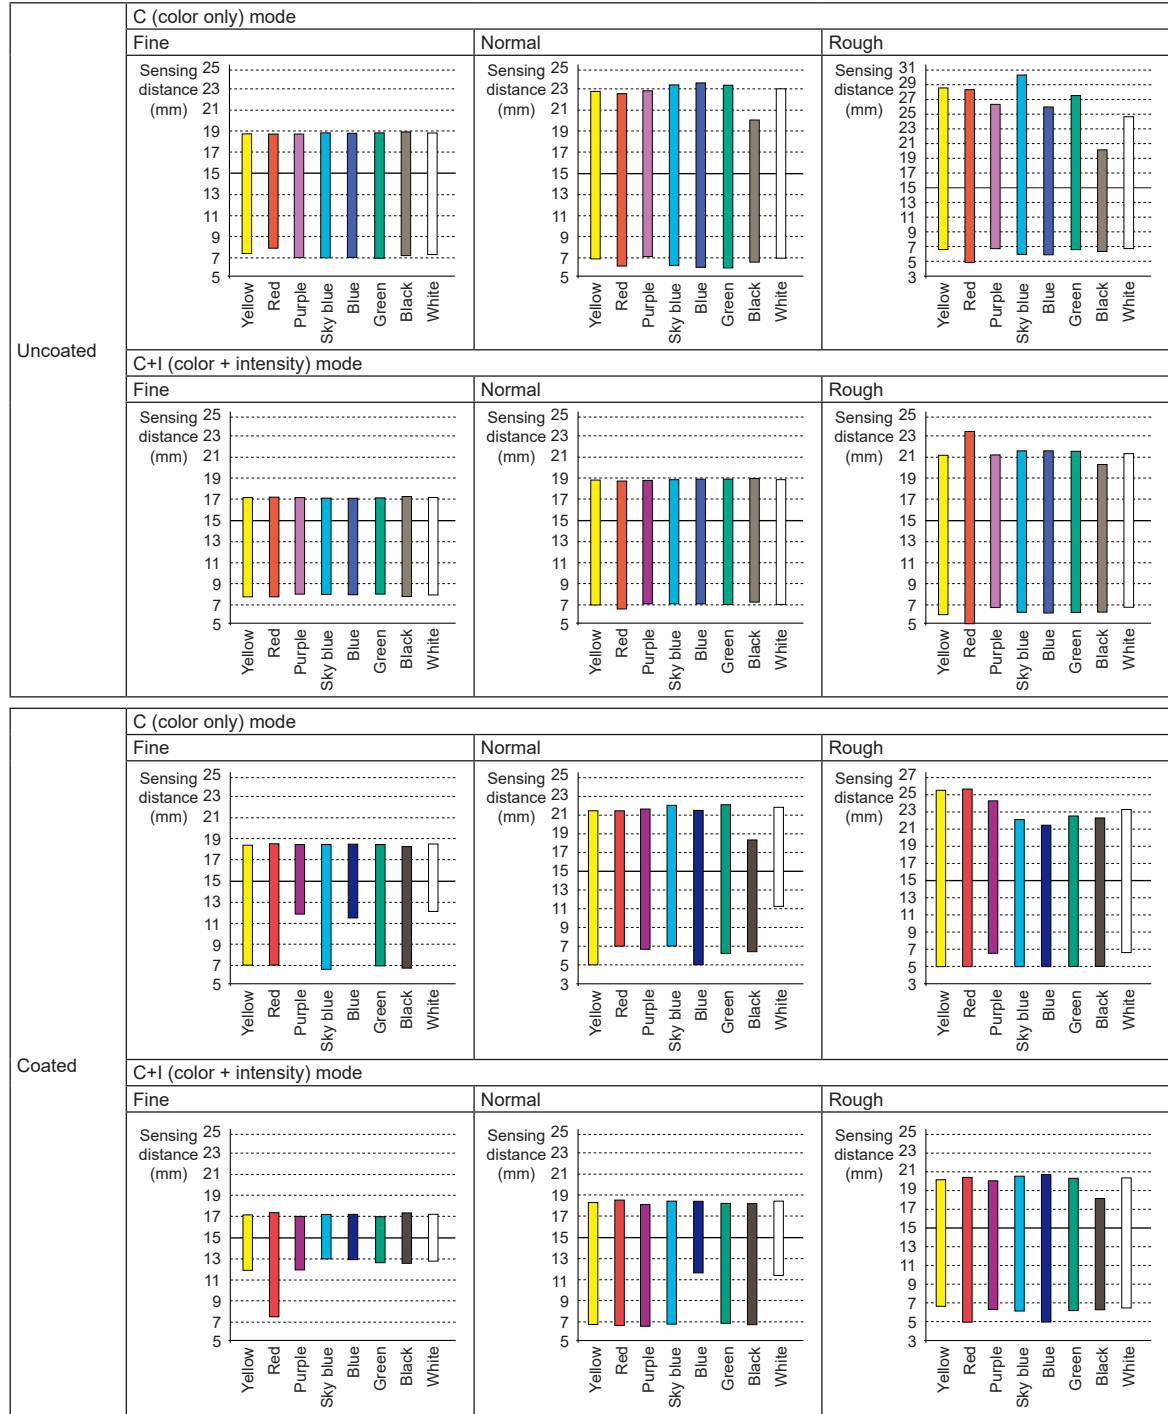 Uncoated
C (color only) mode
Fine
Normal
Rough
Sensing distance (mm)
25
23
21
19
17
15
13
11
9
7
5
Yellow
Red
Purple
Sky blue
Blue
Green
Black
White
Sensing distance (mm)
25
23
21
19
17
15
13
11
9
7
5
Yellow
Red
Purple
Sky blue
Blue
Green
Black
White
Sensing distance (mm)
31
29
27
25
23
21
19
17
15
13
11
9
7
5
3
Yellow
Red
Purple
Sky blue
Blue
Green
Black
White
C+I (color + intensity) mode
Fine
Normal
Rough
Sensing distance (mm)
25
23
21
19
17
15
13
11
9
7
5
Yellow
Red
Purple
Sky blue
Blue
Green
Black
White
Sensing distance (mm)
25
23
21
19
17
15
13
11
9
7
5
Yellow
Red
Purple
Sky blue
Blue
Green
Black
White
Sensing distance (mm)
25
23
21
19
17
15
13
11
9
7
5
Yellow
Red
Purple
Sky blue
Blue
Green
Black
White
Coated
C (color only) mode
Fine
Normal
Rough
Sensing distance (mm)
25
23
21
19
17
15
13
11
9
7
5
Yellow
Red
Purple
Sky blue
Blue
Green
Black
White
Sensing distance (mm)
25
23
21
19
17
15
13
11
9
7
5
3
Yellow
Red
Purple
Sky blue
Blue
Green
Black
White
Sensing distance (mm)
27
25
23
21
19
17
15
13
11
9
7
5
3
Yellow
Red
Purple
Sky blue
Blue
Green
Black
White
C+I (color + intensity) mode
Fine
Normal
Rough
Sensing distance (mm)
25
23
21
19
17
15
13
11
9
7
5
Yellow
Red
Purple
Sky blue
Blue
Green
Black
White
Sensing distance (mm)
25
23
21
19
17
15
13
11
9
7
5
Yellow
Red
Purple
Sky blue
Blue
Green
Black
White
Sensing distance (mm)
25
23
21
19
17
15
13
11
9
7
5
3
Yellow
Red
Purple
Sky blue
Blue
Green
Black
White